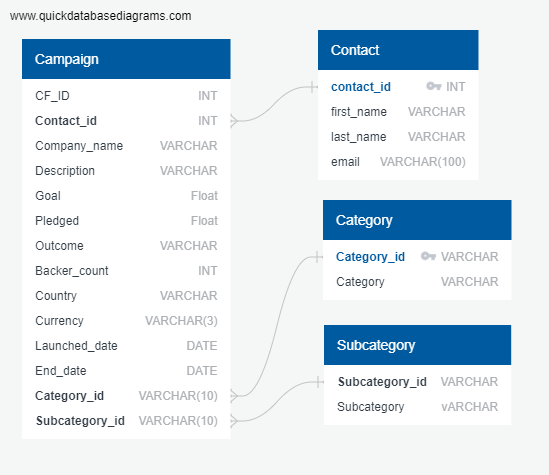 www.quickdatabasediagrams.com
Campaign
CF_ID INT
Contact_id INT
Company_name VARCHAR
Description VARCHAR
Goal Float
Pledged Float
Outcome VARCHAR
Backer_count INT
Country VARCHAR
Currency VARCHAR(3)
Launched_date DATE
End_date DATE
Category_id VARCHAR(10)
Subcategory_id VARCHAR(10)
Contact
contact_id INT
first_name VARCHAR
last_name VARCHAR
email VARCHAR(100)
Category
Category_id VARCHAR
Category VARCHAR
Subcategory
Subcategory_id VARCHAR
Subcategory vARCHAR